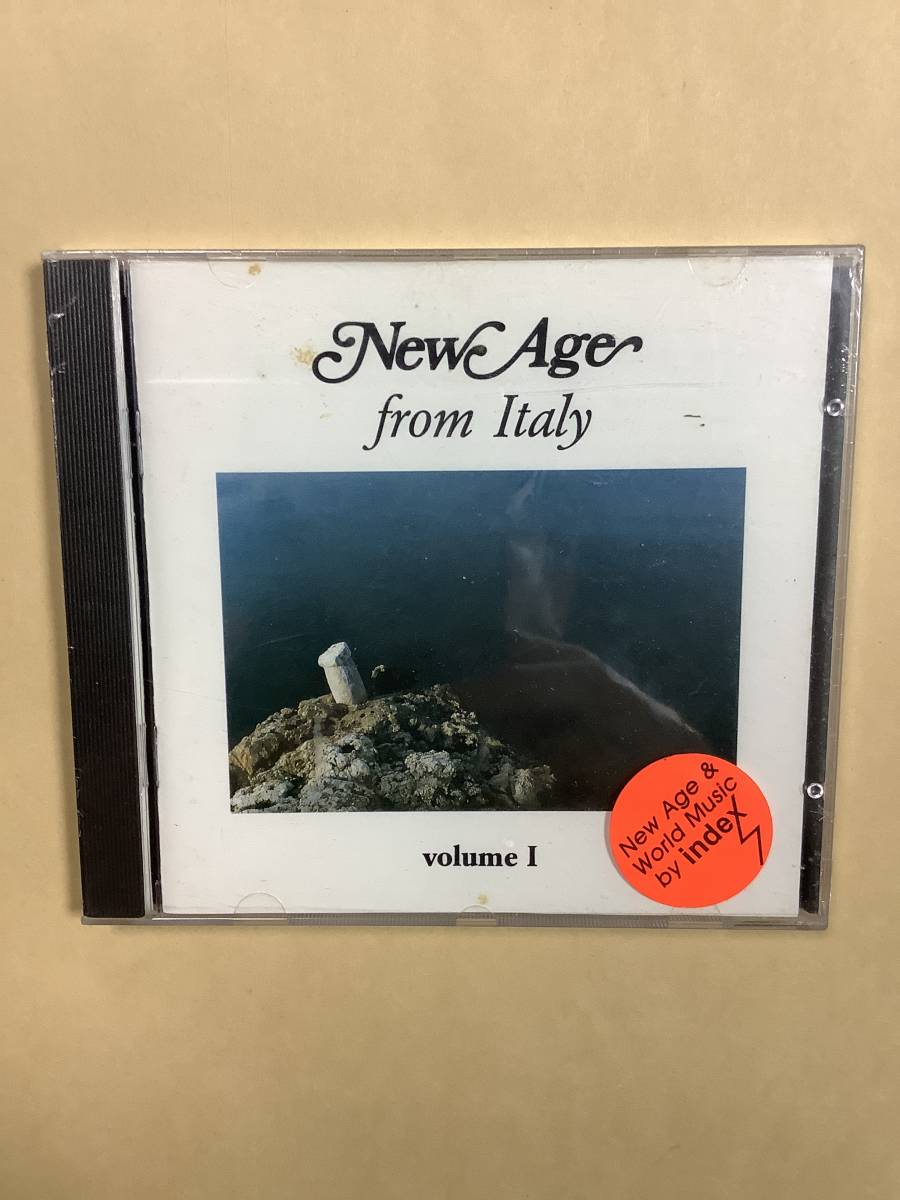 New Age
from Italy
volume I
New Age &
World Music
by index